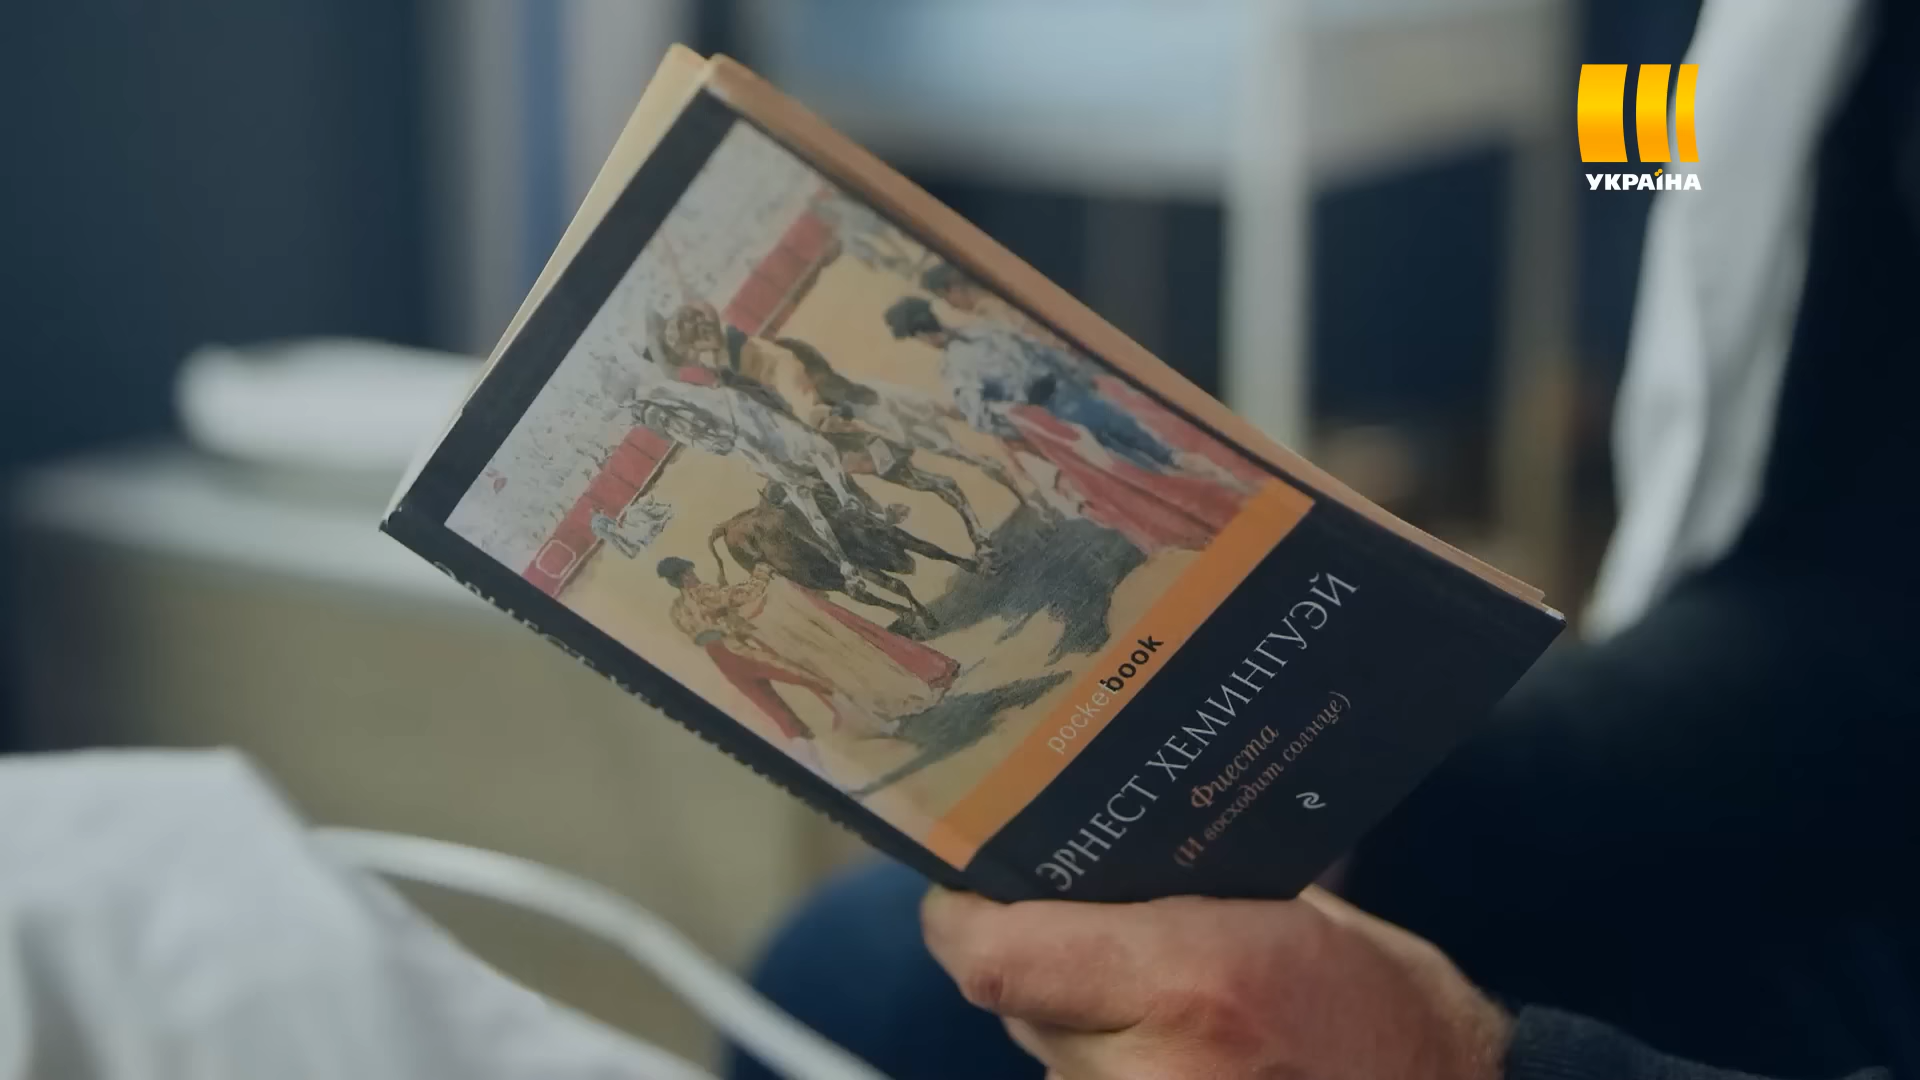 УКРАЇНА
pocketbook
ЭРНЕСТ ХЕМИНГУЭЙ
Фиеста
(И восходит солнце)